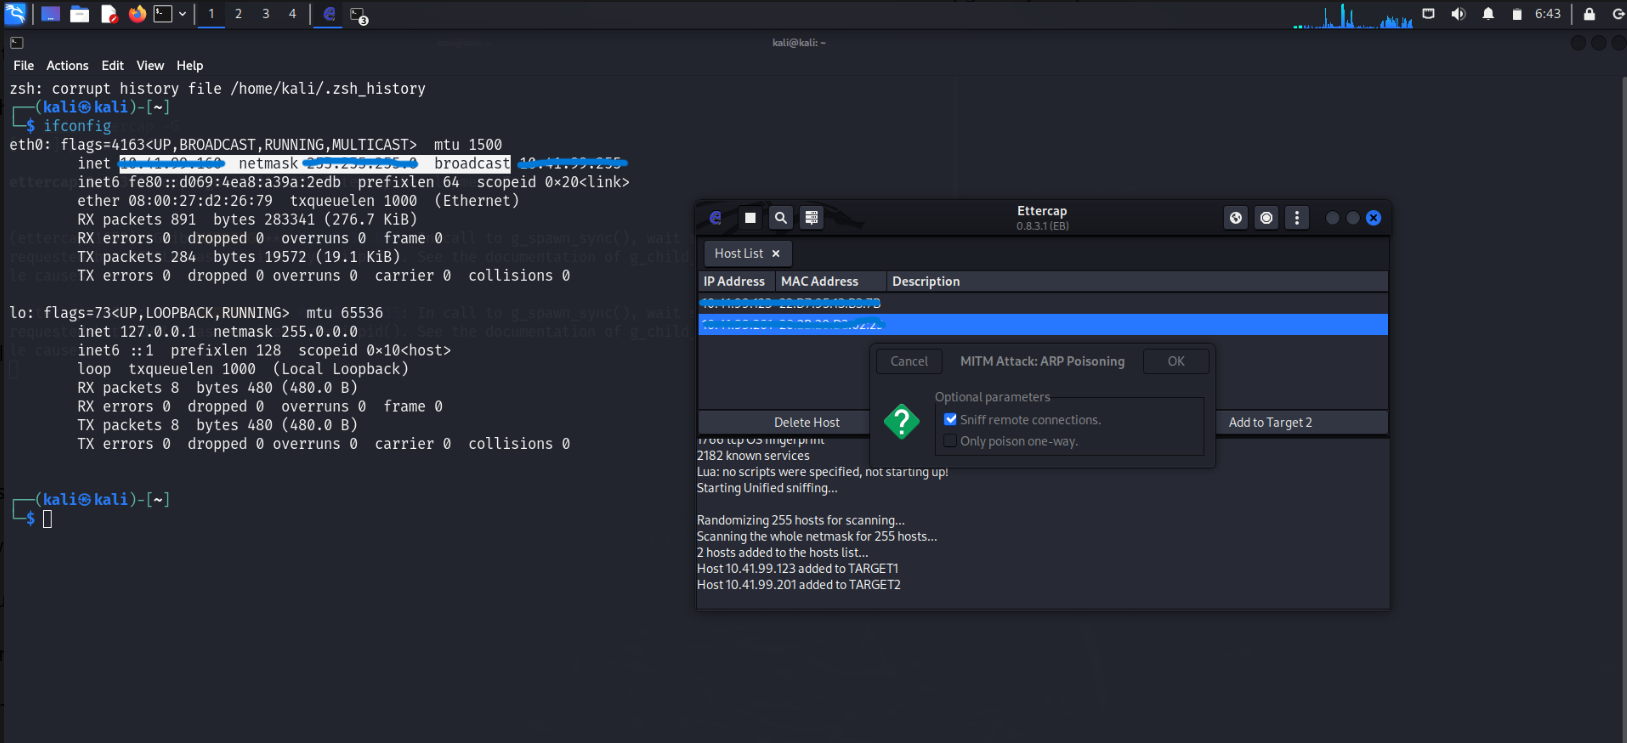 1 2 3 4 3 6:43
kali@kali: ~
File Actions Edit View Help
zsh: corrupt history file /home/kali/.zsh_history
┌──(kali㉿kali)-[~]
└─$ ifconfig
eth0: flags=4163<UP,BROADCAST,RUNNING,MULTICAST>  mtu 1500
inet netmask broadcast
inet6 fe80::d069:4ea8:a39a:2edb  prefixlen 64  scopeid 0×20<link>
ether 08:00:27:d2:26:79  txqueuelen 1000  (Ethernet)
RX packets 891  bytes 283341 (276.7 KiB)
RX errors 0  dropped 0  overruns 0  frame 0
TX packets 284  bytes 19572 (19.1 KiB)
TX errors 0  dropped 0 overruns 0  carrier 0  collisions 0
lo: flags=73<UP,LOOPBACK,RUNNING>  mtu 65536
inet 127.0.0.1  netmask 255.0.0.0
inet6 ::1  prefixlen 128  scopeid 0×10<host>
loop  txqueuelen 1000  (Local Loopback)
RX packets 8  bytes 480 (480.0 B)
RX errors 0  dropped 0  overruns 0  frame 0
TX packets 8  bytes 480 (480.0 B)
TX errors 0  dropped 0 overruns 0  carrier 0  collisions 0
┌──(kali㉿kali)-[~]
└─$
Ettercap
0.8.3.1 (EB)
Host List ×
IP Address MAC Address Description
Cancel MITM Attack: ARP Poisoning OK
Optional parameters
Sniff remote connections.
Only poison one-way.
Delete Host Add to Target 2
1766 tcp OS fingerprint
2182 known services
Lua: no scripts were specified, not starting up!
Starting Unified sniffing...
Randomizing 255 hosts for scanning...
Scanning the whole netmask for 255 hosts...
2 hosts added to the hosts list...
Host 10.41.99.123 added to TARGET1
Host 10.41.99.201 added to TARGET2